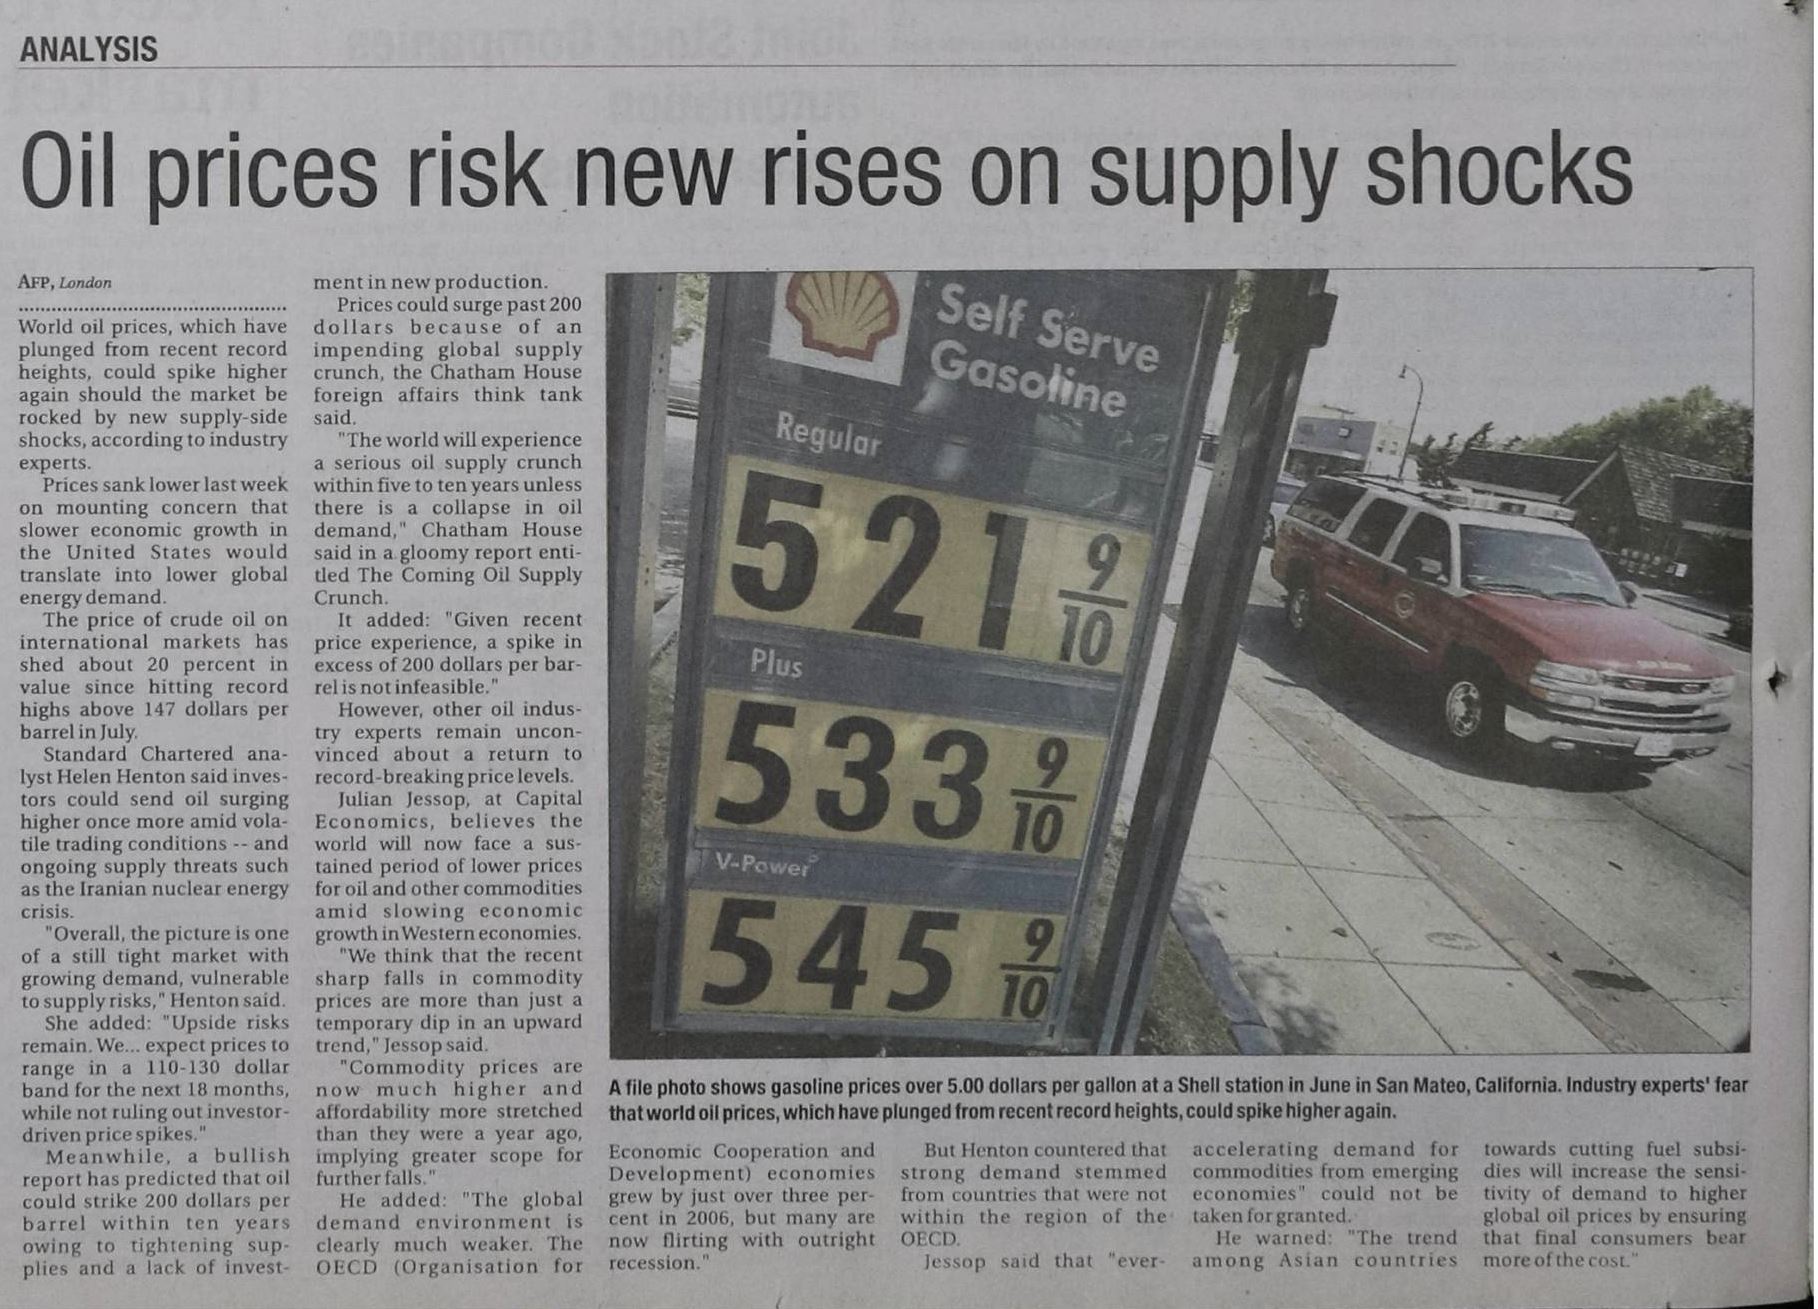 ANALYSIS
Oil prices risk new rises on supply shocks
AFP, London
World oil prices, which have
plunged from recent record
heights, could spike higher
again should the market be
rocked by new supply-side
shocks, according to industry
experts.
Prices sank lower last week
on mounting concern that
slower economic growth in
the United States would
translate into lower global
energy demand.
The price of crude oil on
international markets has
shed about 20 percent in
value since hitting record
highs above 147 dollars per
barrel in July.
Standard Chartered ana-
lyst Helen Henton said inves-
tors could send oil surging
higher once more amid vola-
tile trading conditions -- and
ongoing supply threats such
as the Iranian nuclear energy
crisis.
"Overall, the picture is one
of a still tight market with
growing demand, vulnerable
to supply risks," Henton said.
She added: "Upside risks
remain. We... expect prices to
range in a 110-130 dollar
band for the next 18 months,
while not ruling out investor-
driven price spikes."
Meanwhile, a bullish
report has predicted that oil
could strike 200 dollars per
barrel within ten years
owing to tightening sup-
plies and a lack of invest-
ment in new production.
Prices could surge past 200
dollars because of an
impending global supply
crunch, the Chatham House
foreign affairs think tank
said.
"The world will experience
a serious oil supply crunch
within five to ten years unless
there is a collapse in oil
demand," Chatham House
said in a gloomy report enti-
tled The Coming Oil Supply
Crunch.
It added: "Given recent
price experience, a spike in
excess of 200 dollars per bar-
rel is not infeasible."
However, other oil indus-
try experts remain uncon-
vinced about a return to
record-breaking price levels.
Julian Jessop, at Capital
Economics, believes the
world will now face a sus-
tained period of lower prices
for oil and other commodities
amid slowing economic
growth in Western economies.
"We think that the recent
sharp falls in commodity
prices are more than just a
temporary dip in an upward
trend," Jessop said.
"Commodity prices are
now much higher and
affordability more stretched
than they were a year ago,
implying greater scope for
further falls."
He added: "The global
demand environment is
clearly much weaker. The
OECD (Organisation for
Self Serve
Gasoline
Regular
521 9/10
Plus
533 9/10
V-Power
545 9/10
A file photo shows gasoline prices over 5.00 dollars per gallon at a Shell station in June in San Mateo, California. Industry experts' fear
that world oil prices, which have plunged from recent record heights, could spike higher again.
Economic Cooperation and
Development) economies
grew by just over three per-
cent in 2006, but many are
now flirting with outright
recession."
But Henton countered that
strong demand stemmed
from countries that were not
within the region of the
OECD.
Jessop said that "ever-
accelerating demand for
commodities from emerging
economies" could not be
taken for granted.
He warned: "The trend
among Asian countries
towards cutting fuel subsi-
dies will increase the sensi-
tivity of demand to higher
global oil prices by ensuring
that final consumers bear
more of the cost."